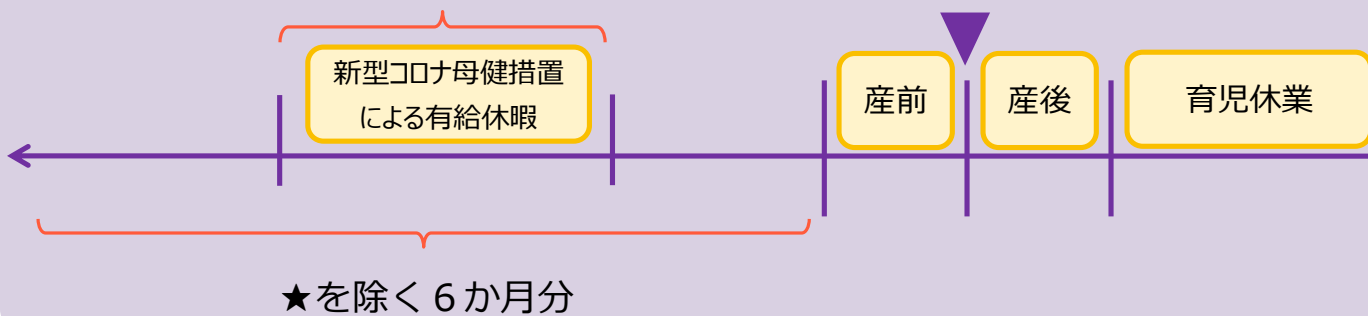 新型コロナ母健措置
による有給休暇
産前
産後
育児休業
★を除く６か月分